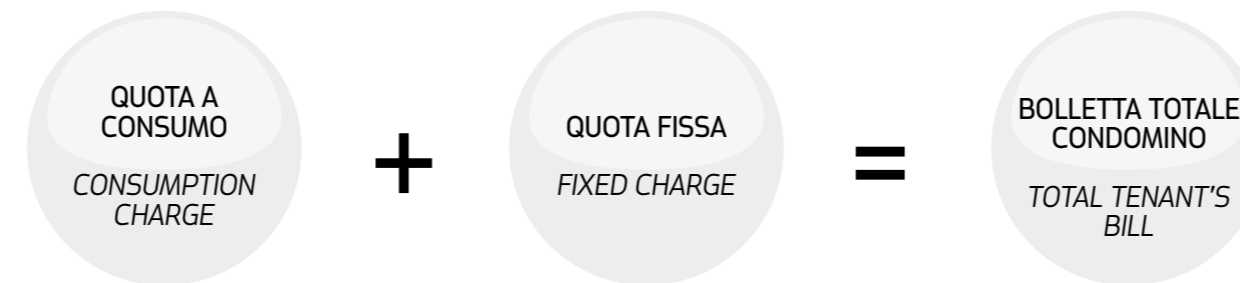 QUOTA A
CONSUMO
CONSUMPTION
CHARGE
+
QUOTA FISSA
FIXED CHARGE
=
BOLLETTA TOTALE
CONDOMINO
TOTAL TENANT'S
BILL